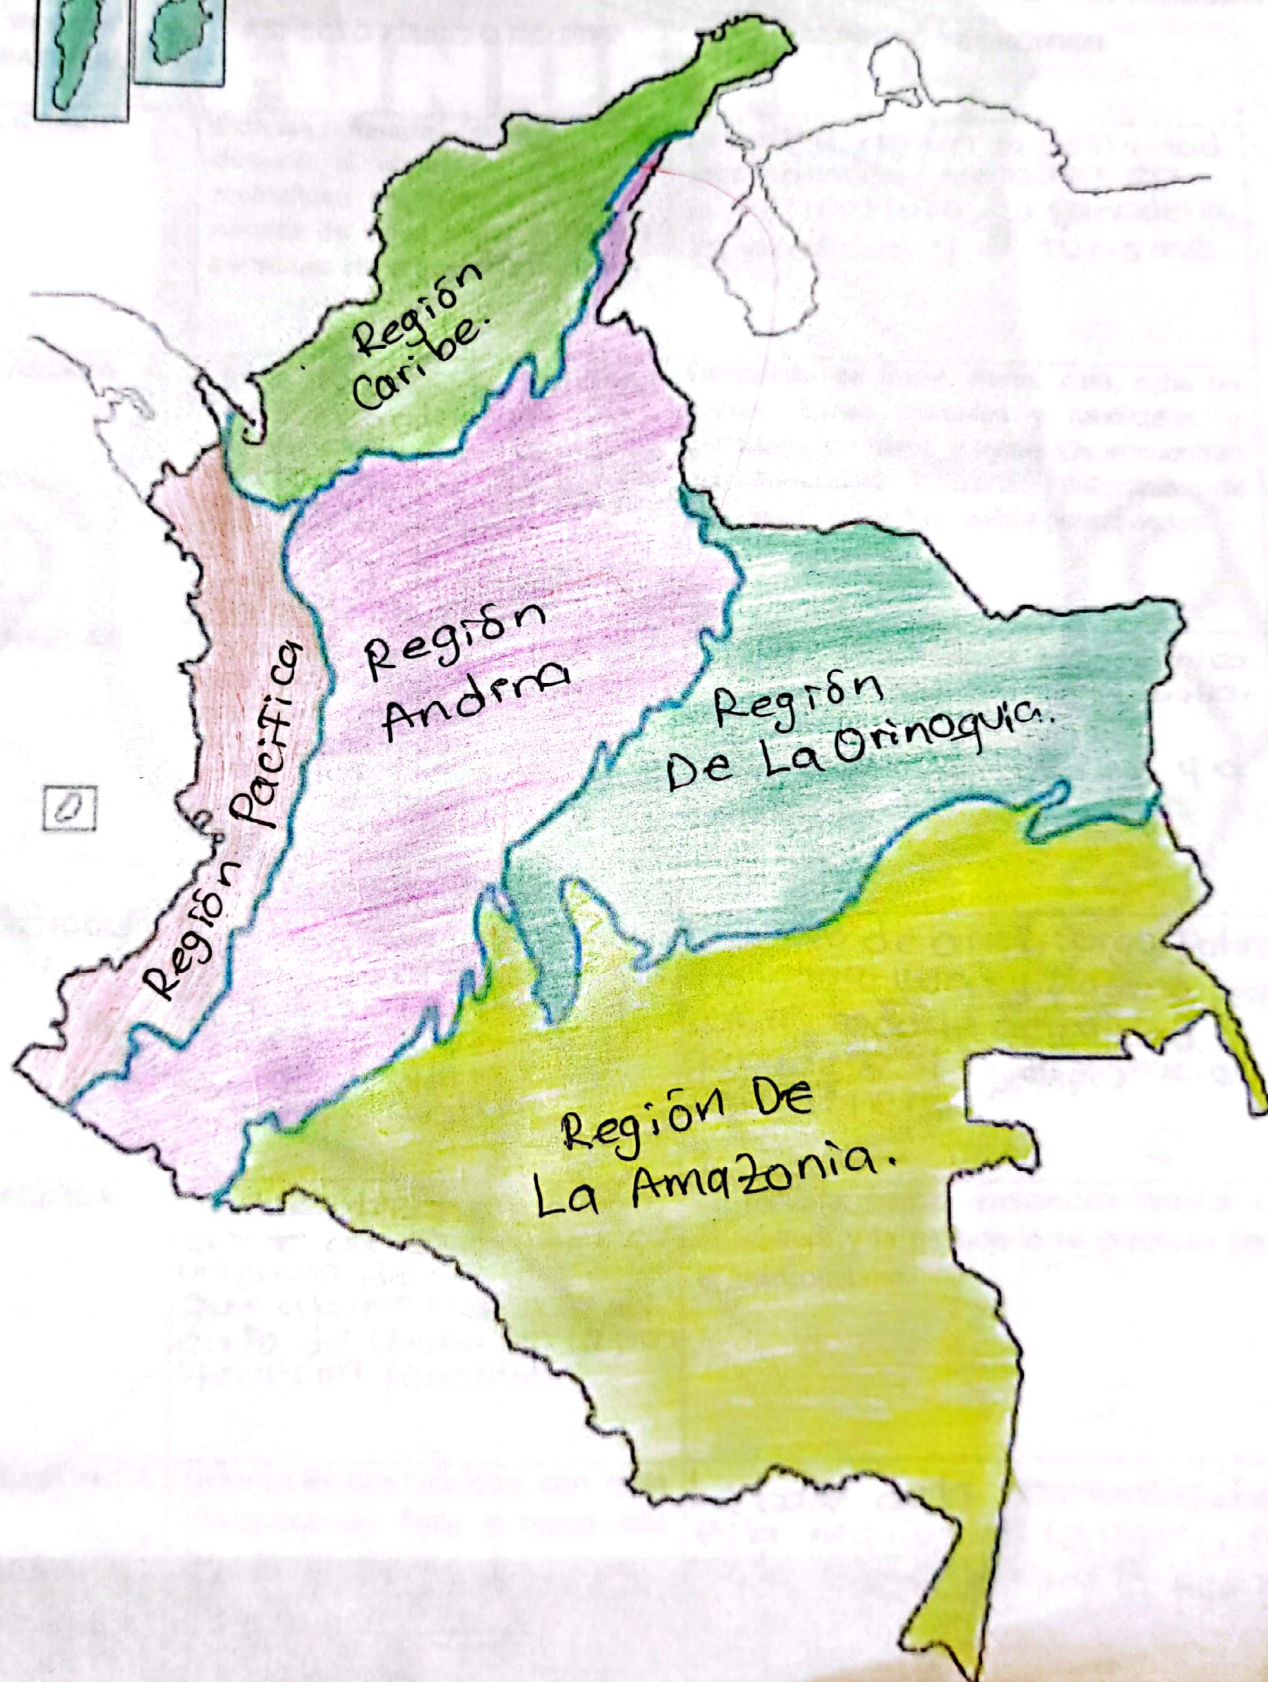 Región
Caribe.
Región
Andina
Región Pacifica
Región
De La Orinoquia.
Región De
La Amazonia.